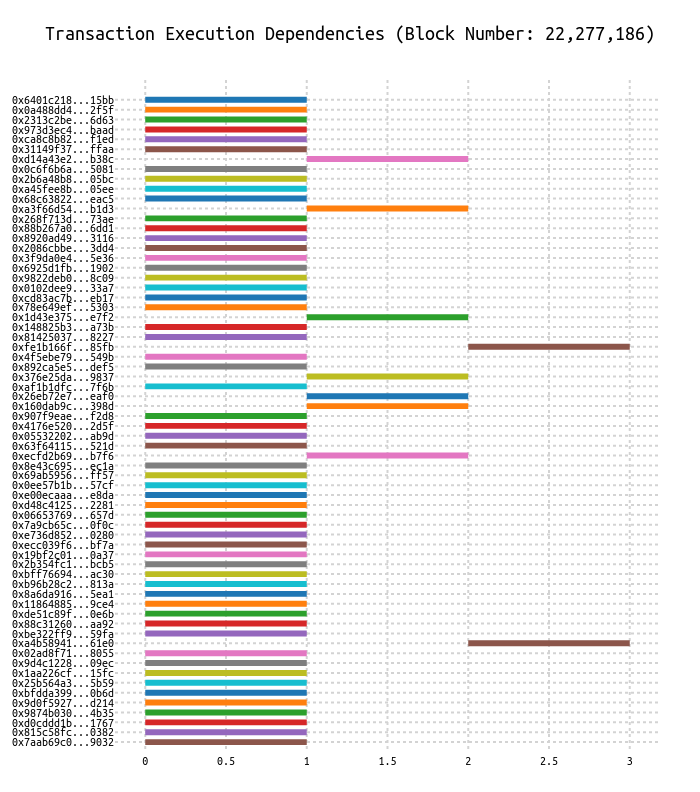 Transaction Execution Dependencies (Block Number: 22,277,186)
0x6401c218...15bb
0x0a488dd4...2f5f
0x2313c2be...6d63
0x973d3ec4...baad
0xca8c8b82...f1ed
0x31149f37...ffaa
0xd14a43e2...b38c
0x0c6f6b6a...5081
0x2b6a48b8...05bc
0xa45fee8b...05ee
0x68c63822...eac5
0xa3f66d54...b1d3
0x268f713d...73ae
0x88b267a0...6dd1
0x8920ad49...3116
0x2086cbbe...3dd4
0x3f9da0e4...5e36
0x6925d1fb...1902
0x9822deb0...8c09
0x0102dee9...33a7
0xcd83ac7b...eb17
0x78e649ef...5303
0x1d43e375...e7f2
0x148825b3...a73b
0x81425037...8227
0xfe1b166f...85fb
0x4f5ebe79...549b
0x892ca5e5...def5
0x376e25da...9837
0xaf1b1dfc...7f6b
0x26eb72e7...eaf0
0x160dab9c...398d
0x907f9eae...f2d8
0x4176e520...2d5f
0x05532202...ab9d
0x63f64115...521d
0xecfd2b69...b7f6
0x8e43c695...ec1a
0x69ab5956...ff57
0x0ee57b1b...57cf
0xe00ecaaa...e8da
0xd48c4125...2281
0x06653769...657d
0x7a9cb65c...0f0c
0xe736d852...0280
0xecc039f6...bf7a
0x19bf2c01...0a37
0x2b354fc1...bcb5
0xbff76694...ac30
0xb96b28c2...813a
0x8a6da916...5ea1
0x11864885...9ce4
0xde51c89f...0e6b
0x88c31260...aa92
0xbe322ff9...59fa
0xa4b58941...61e0
0x02ad8f71...8055
0x9d4c1228...09ec
0x1aa226cf...15fc
0x25b564a3...5b59
0xbfdda399...0b6d
0x9d0f5927...d214
0x9874b030...4b35
0xd0cddd1b...1767
0x815c58fc...0382
0x7aab69c0...9032
0 0.5 1 1.5 2 2.5 3